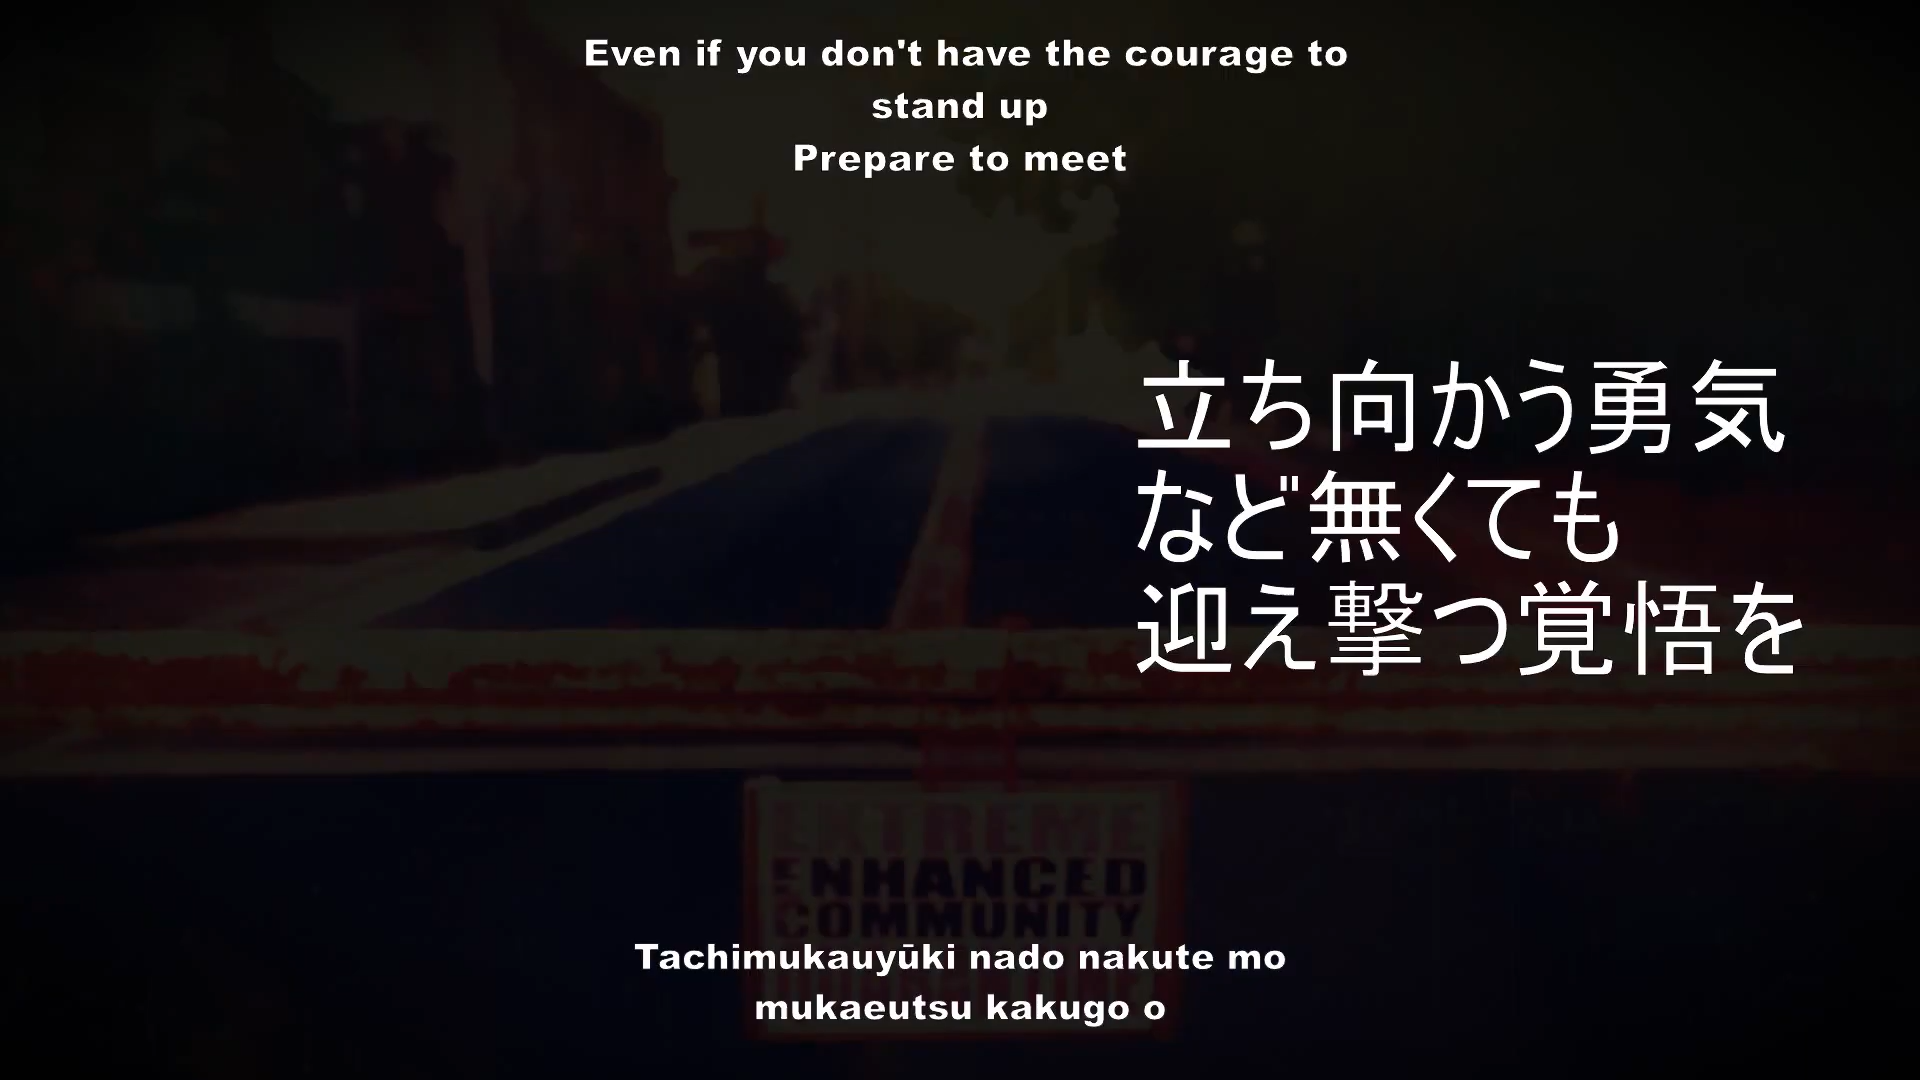 Even if you don't have the courage to
stand up
Prepare to meet
立ち向かう勇気
など無くても
迎え撃つ覚悟を
EXTREME
ENHANCED
COMMUNITY
Tachimukauyūki nado nakute mo
mukaeutsu kakugo o